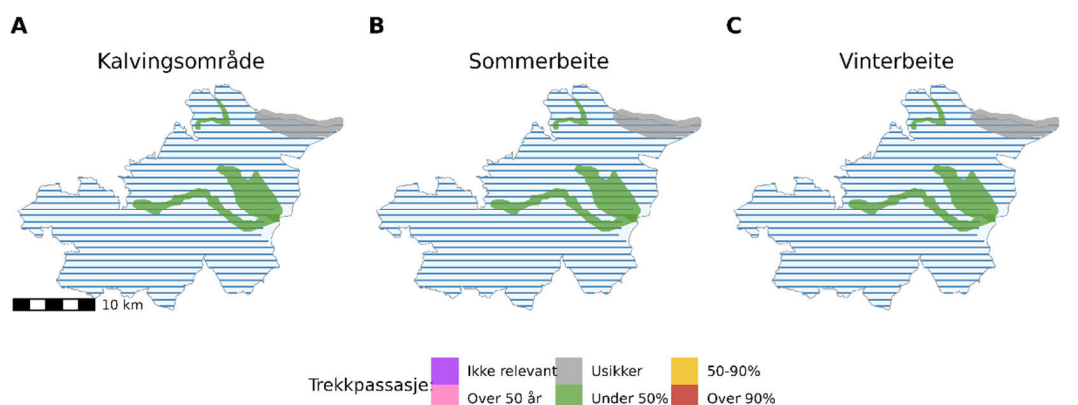 A
B
C
Kalvingsområde
Sommerbeite
Vinterbeite
10 km
Trekkpassasje:
Ikke relevant
Usikker
50-90%
Over 50 år
Under 50%
Over 90%